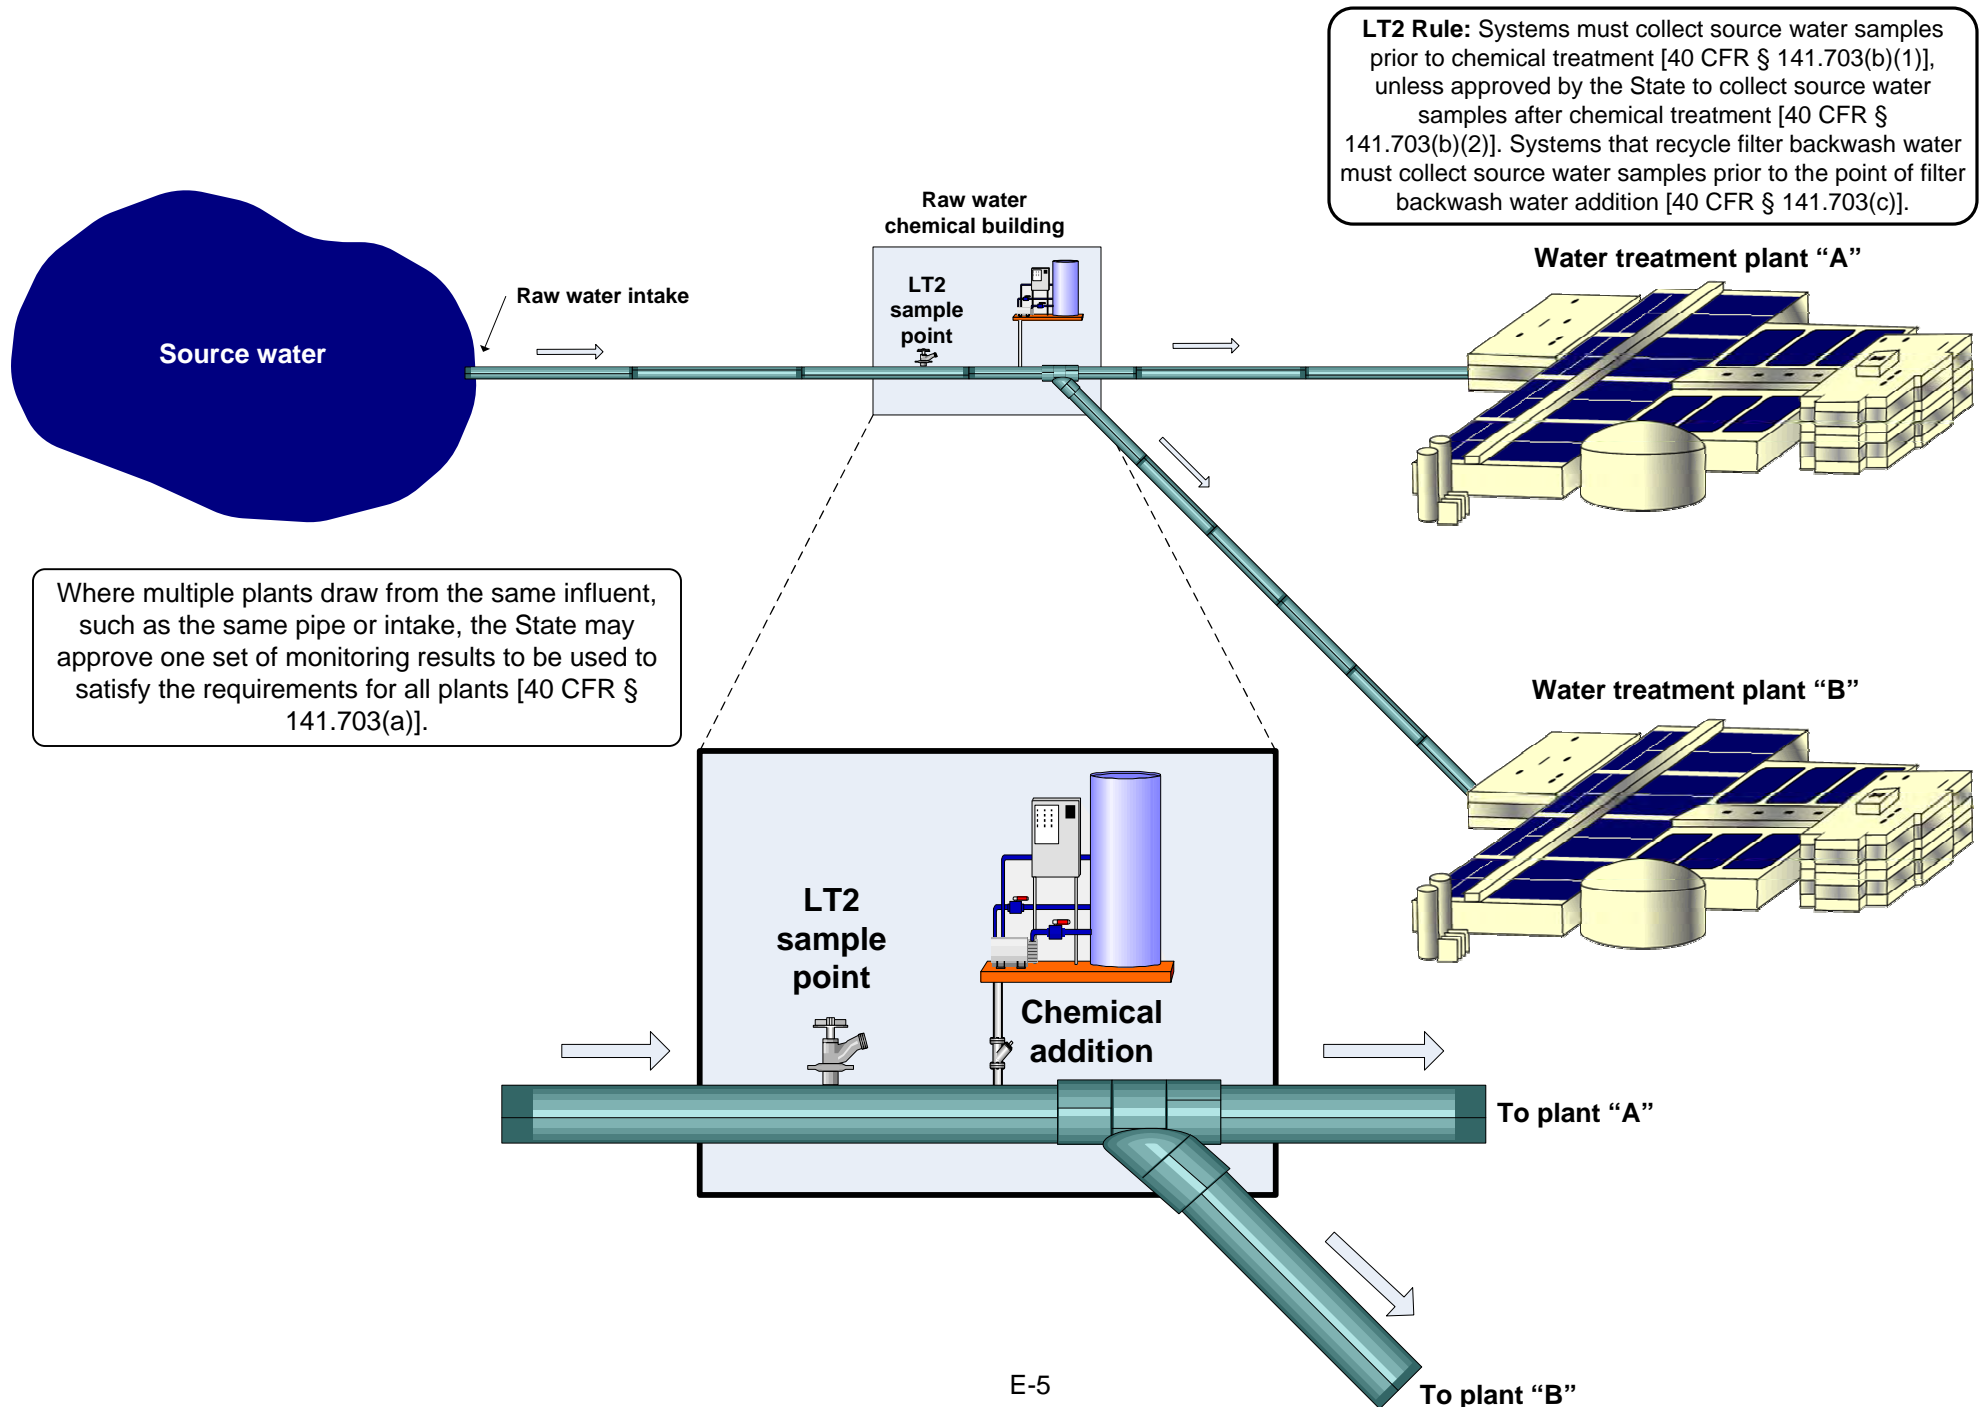 LT2 Rule: Systems must collect source water samples
prior to chemical treatment [40 CFR § 141.703(b)(1)],
unless approved by the State to collect source water
samples after chemical treatment [40 CFR §
141.703(b)(2)]. Systems that recycle filter backwash water
must collect source water samples prior to the point of filter
backwash water addition [40 CFR § 141.703(c)].
Raw water
chemical building
Water treatment plant “A”
LT2
sample
point
Raw water intake
Source water
Where multiple plants draw from the same influent,
such as the same pipe or intake, the State may
approve one set of monitoring results to be used to
satisfy the requirements for all plants [40 CFR §
141.703(a)].
Water treatment plant “B”
LT2
sample
point
Chemical
addition
To plant “A”
To plant “B”
E-5